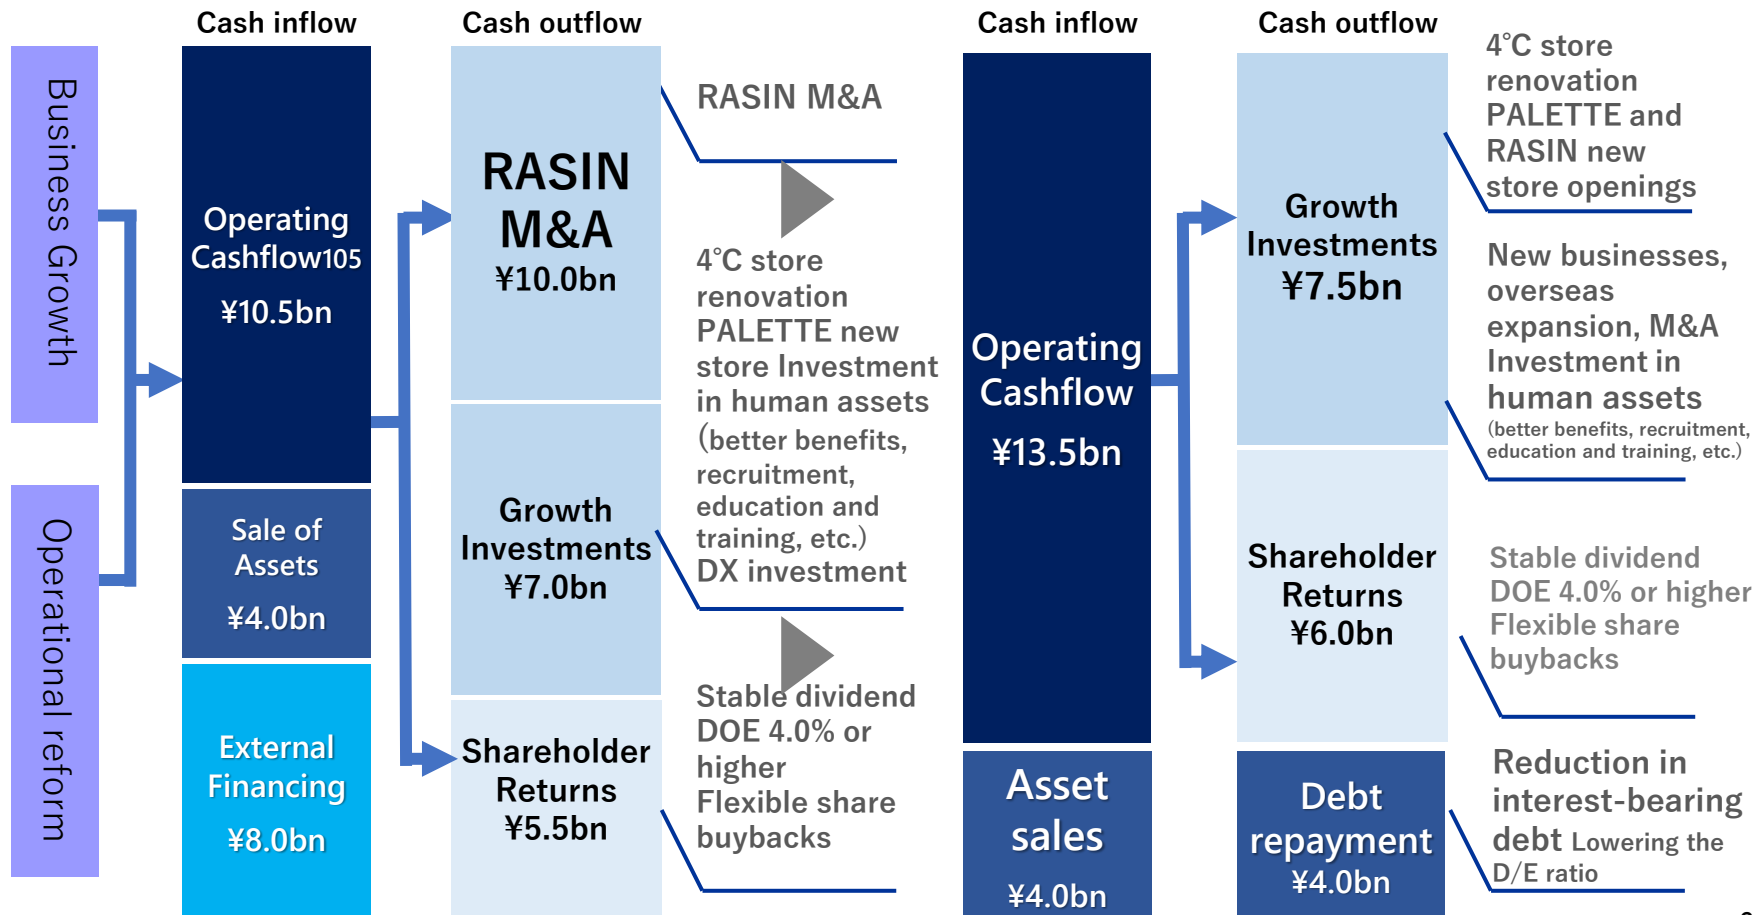 Cash inflow
Cash outflow
Cash inflow
Cash outflow
Business Growth
Operational reform
Operating
Cashflow105
¥10.5bn
Sale of
Assets
¥4.0bn
External
Financing
¥8.0bn
RASIN
M&A
¥10.0bn
Growth
Investments
¥7.0bn
Shareholder
Returns
¥5.5bn
RASIN M&A
4℃ store
renovation
PALETTE new
store Investment
in human assets
(better benefits,
recruitment,
education and
training, etc.)
DX investment
Stable dividend
DOE 4.0% or
higher
Flexible share
buybacks
Operating
Cashflow
¥13.5bn
Asset
sales
¥4.0bn
Growth
Investments
¥7.5bn
Shareholder
Returns
¥6.0bn
Debt
repayment
¥4.0bn
4℃ store
renovation
PALETTE and
RASIN new
store openings
New businesses,
overseas
expansion, M&A
Investment in
human assets
(better benefits, recruitment,
education and training, etc.)
Stable dividend
DOE 4.0% or higher
Flexible share
buybacks
Reduction in
interest-bearing
debt Lowering the
D/E ratio